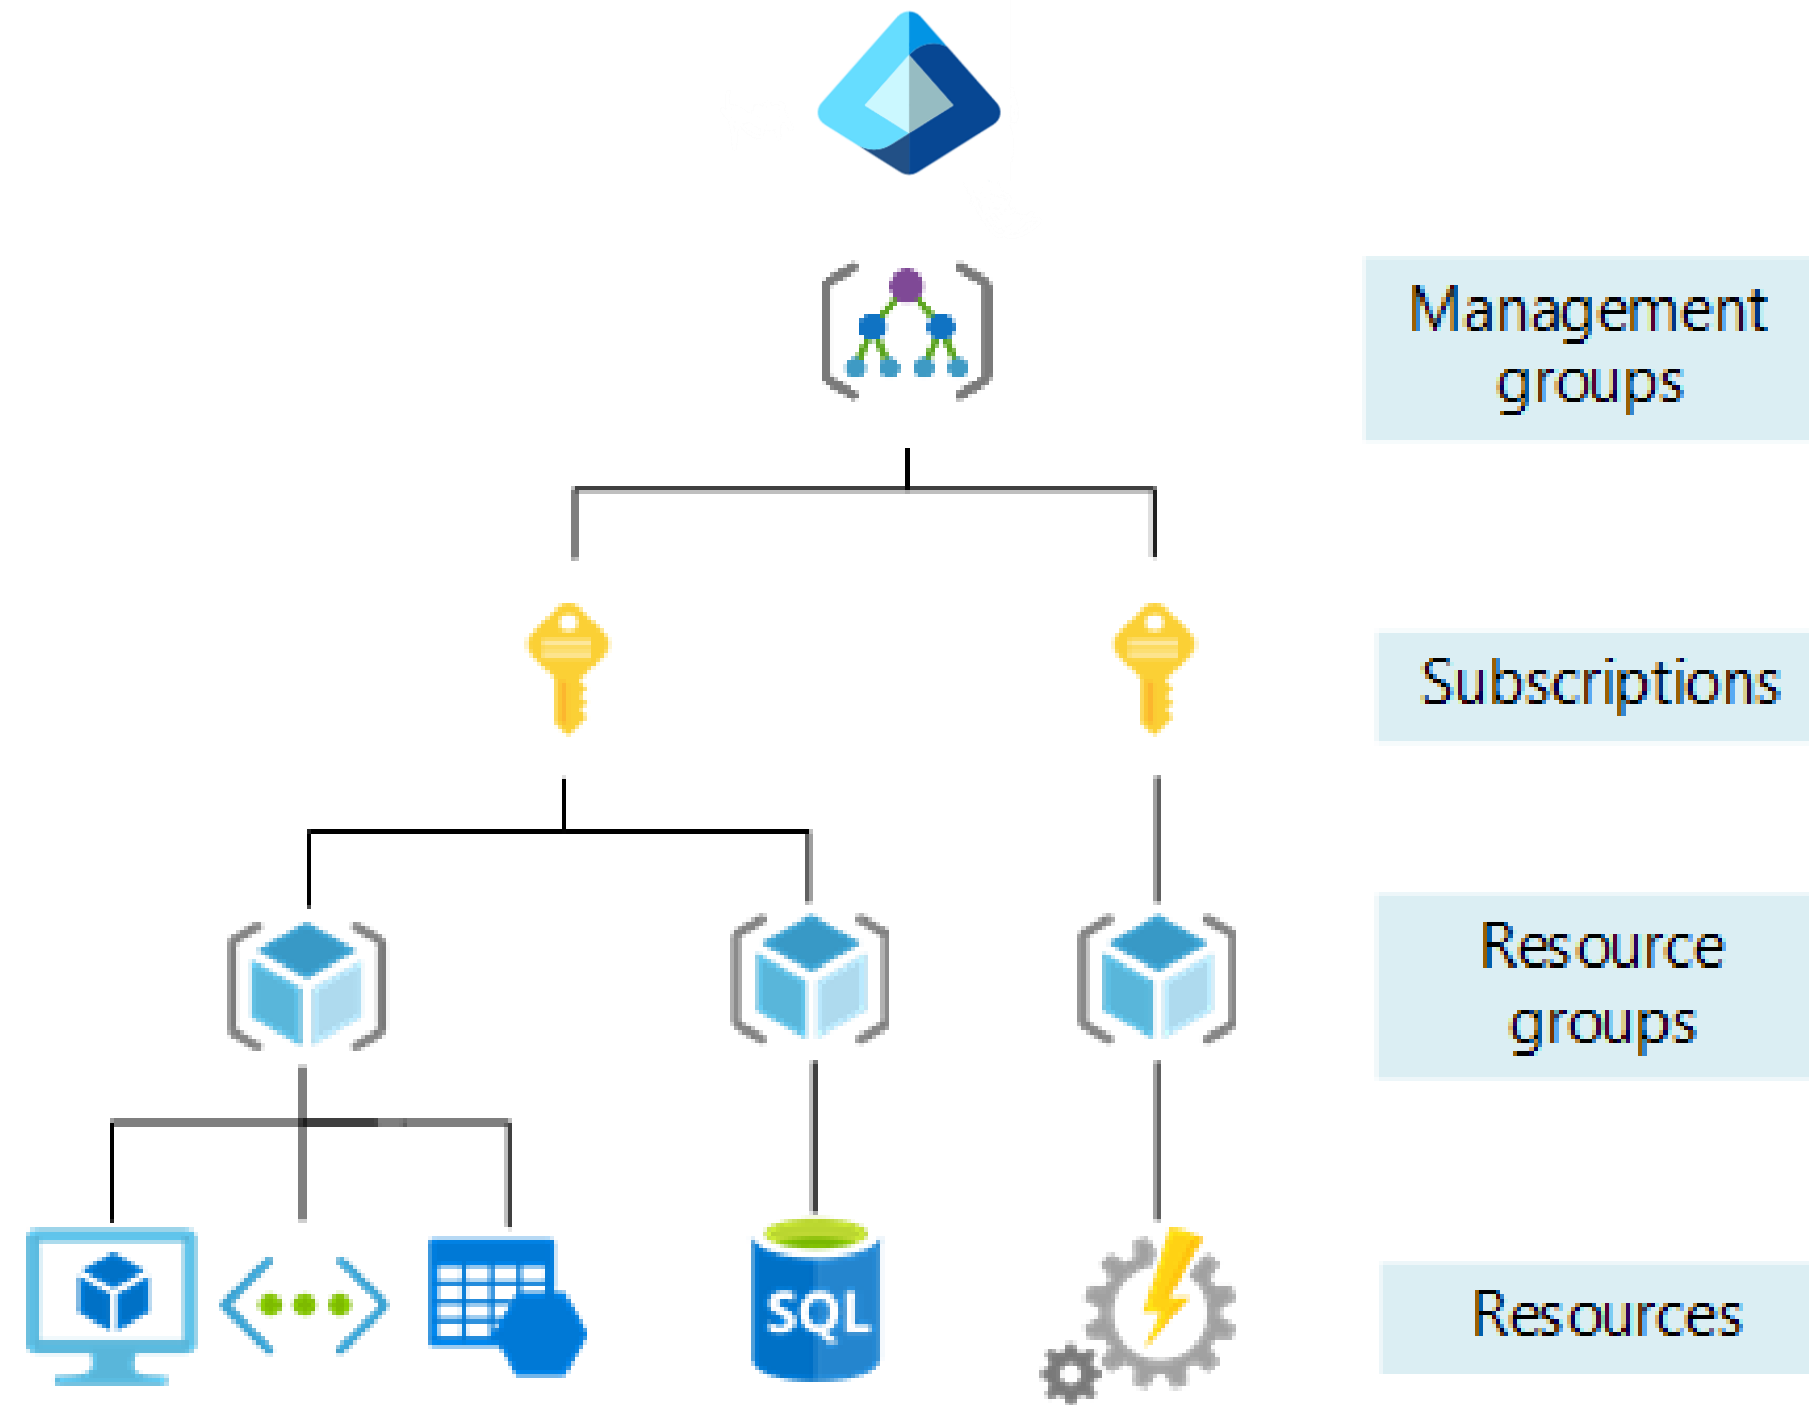 Management
groups
Subscriptions
Resource
groups
SQL
Resources